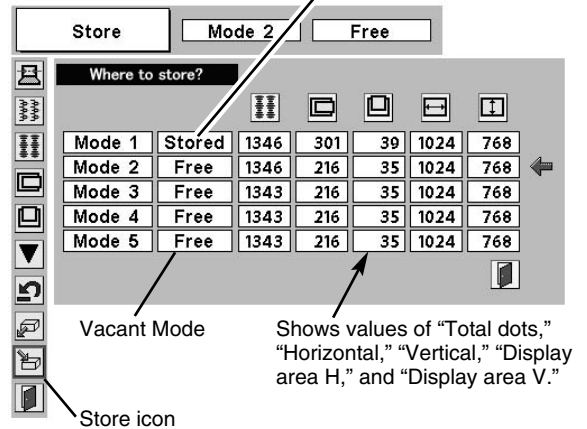 Store Mode 2 Free
Where to store?
Mode 1 Stored 1346 301 39 1024 768
Mode 2 Free 1346 216 35 1024 768
Mode 3 Free 1343 216 35 1024 768
Mode 4 Free 1343 216 35 1024 768
Mode 5 Free 1343 216 35 1024 768
Vacant Mode
Shows values of “Total dots,”
“Horizontal,” “Vertical,” “Display
area H,” and “Display area V.”
Store icon